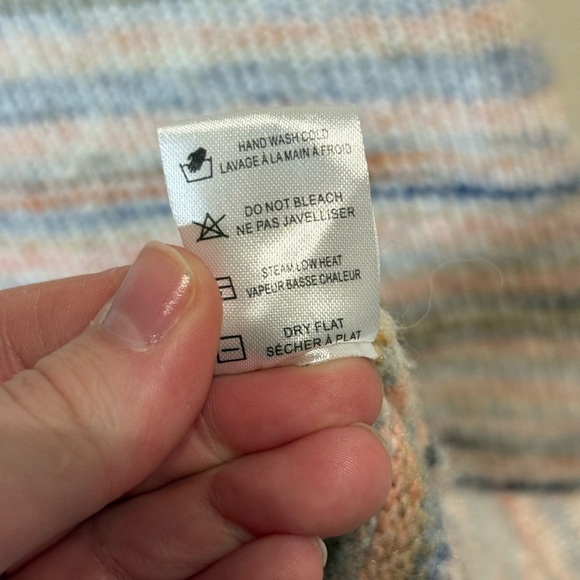 HAND WASH COLD
LAVAGE À LA MAIN À FROID
DO NOT BLEACH
NE PAS JAVELLISER
STEAM LOW HEAT
VAPEUR BASSE CHALEUR
DRY FLAT
SÉCHER À PLAT